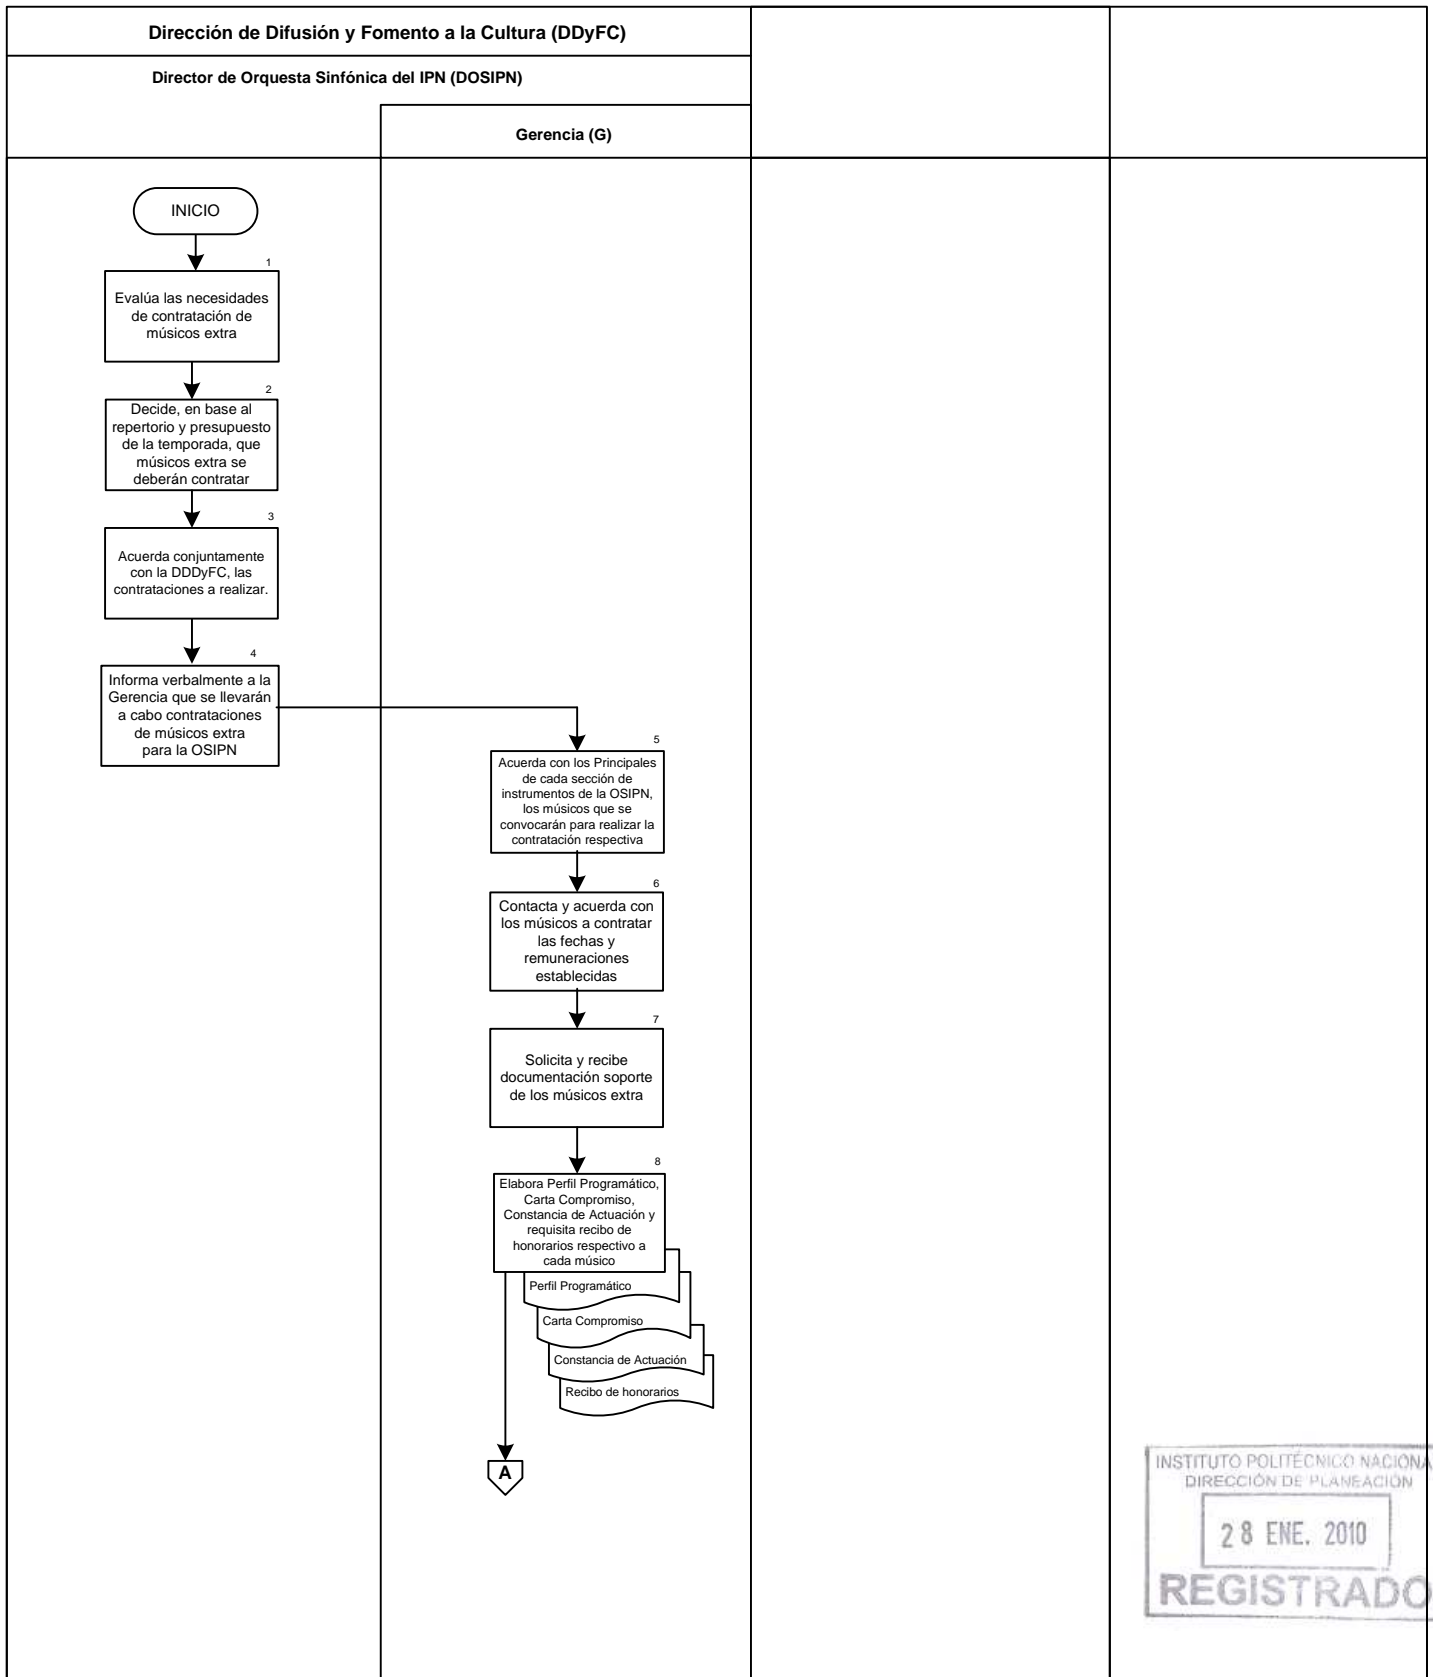 Dirección de Difusión y Fomento a la Cultura (DDyFC)
Director de Orquesta Sinfónica del IPN (DOSIPN)
Gerencia (G)
INICIO
1
Evalúa las necesidades
de contratación de
músicos extra
2
Decide, en base al
repertorio y presupuesto
de la temporada, que
músicos extra se
deberán contratar
3
Acuerda conjuntamente
con la DDDyFC, las
contrataciones a realizar.
4
Informa verbalmente a la
Gerencia que se llevarán
a cabo contrataciones
de músicos extra
para la OSIPN
5
Acuerda con los Principales
de cada sección de
instrumentos de la OSIPN,
los músicos que se
convocarán para realizar la
contratación respectiva
6
Contacta y acuerda con
los músicos a contratar
las fechas y
remuneraciones
establecidas
7
Solicita y recibe
documentación soporte
de los músicos extra
8
Elabora Perfil Programático,
Carta Compromiso,
Constancia de Actuación y
requisita recibo de
honorarios respectivo a
cada músico
Perfil Programático
Carta Compromiso
Constancia de Actuación
Recibo de honorarios
A
INSTITUTO POLITÉCNICO NACIONA
DIRECCIÓN DE PLANEACIÓN
28 ENE. 2010
REGISTRADO